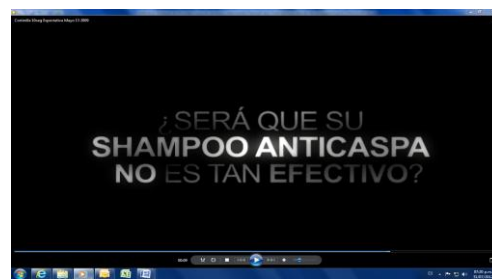 ¿SERÁ QUE SU
SHAMPOO ANTICASPA
NO ES TAN EFECTIVO?